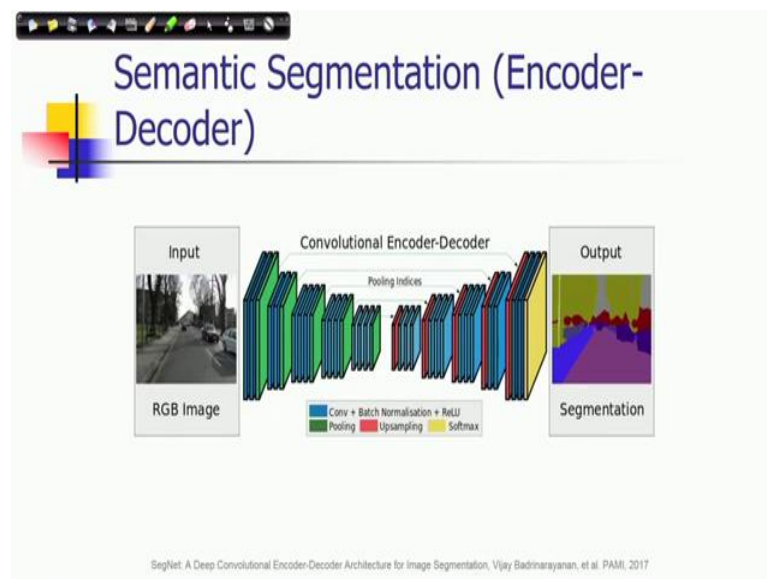 Semantic Segmentation (Encoder-
Decoder)
Input
Convolutional Encoder-Decoder
Output
Pooling Indices
RGB Image
Segmentation
Conv + Batch Normalisation + ReLU
Pooling Upsampling Softmax
SegNet: A Deep Convolutional Encoder-Decoder Architecture for Image Segmentation, Vijay Badrinarayanan, et al. PAMI, 2017